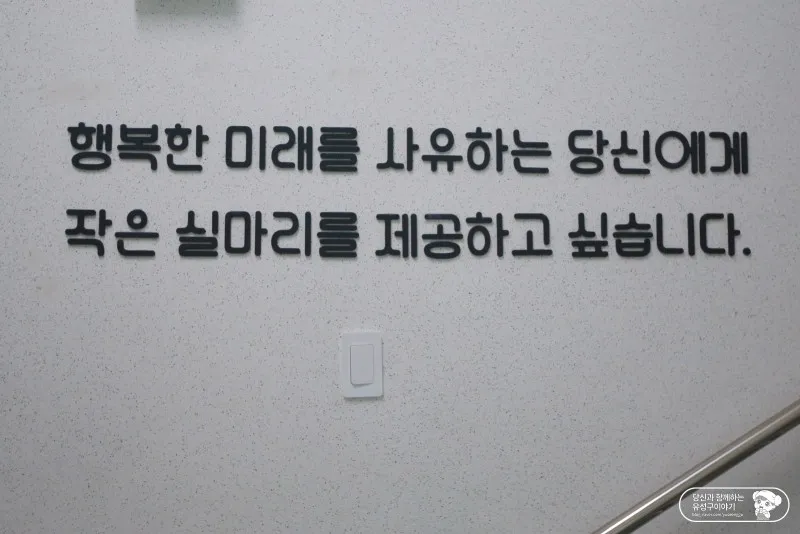 행복한 미래를 사유하는 당신에게
작은 실마리를 제공하고 싶습니다.
당신과 함께하는
유성구이야기